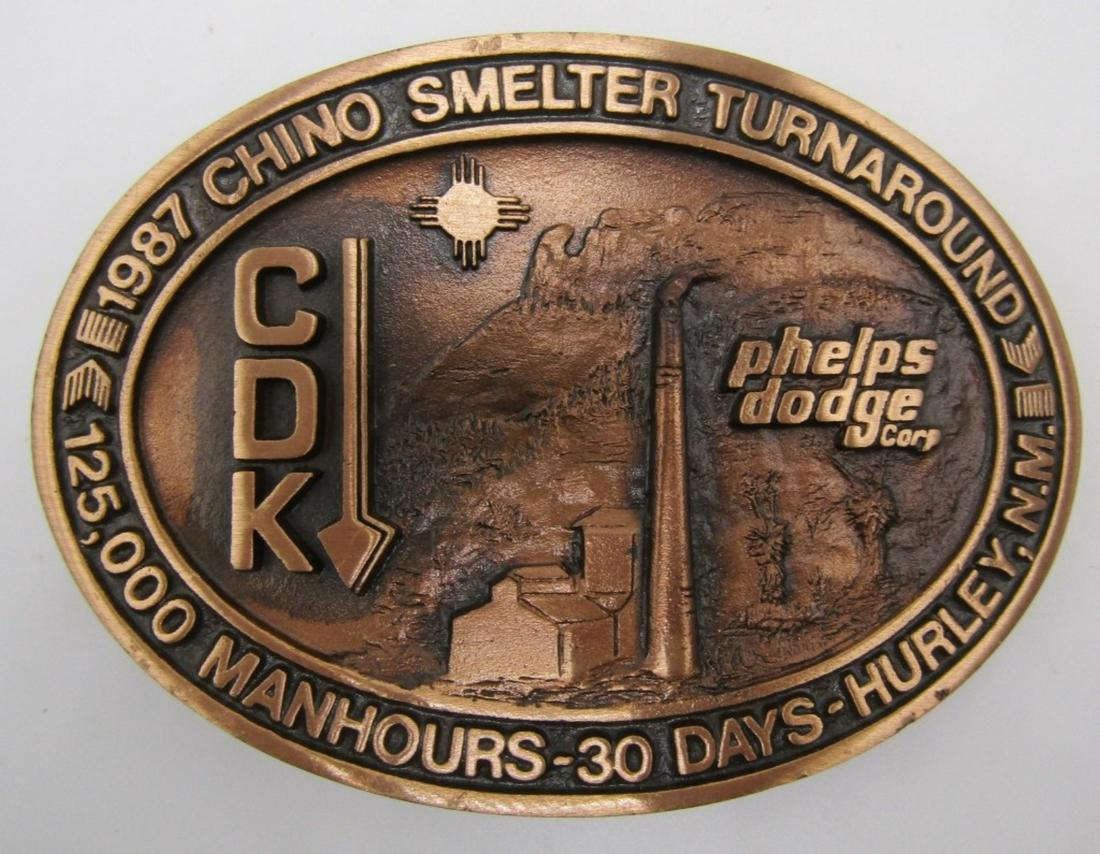 1987 CHINO SMELTER TURNAROUND
CDK
phelps
dodge
Corp
125,000 MANHOURS-30 DAYS-HURLEY, N.M.